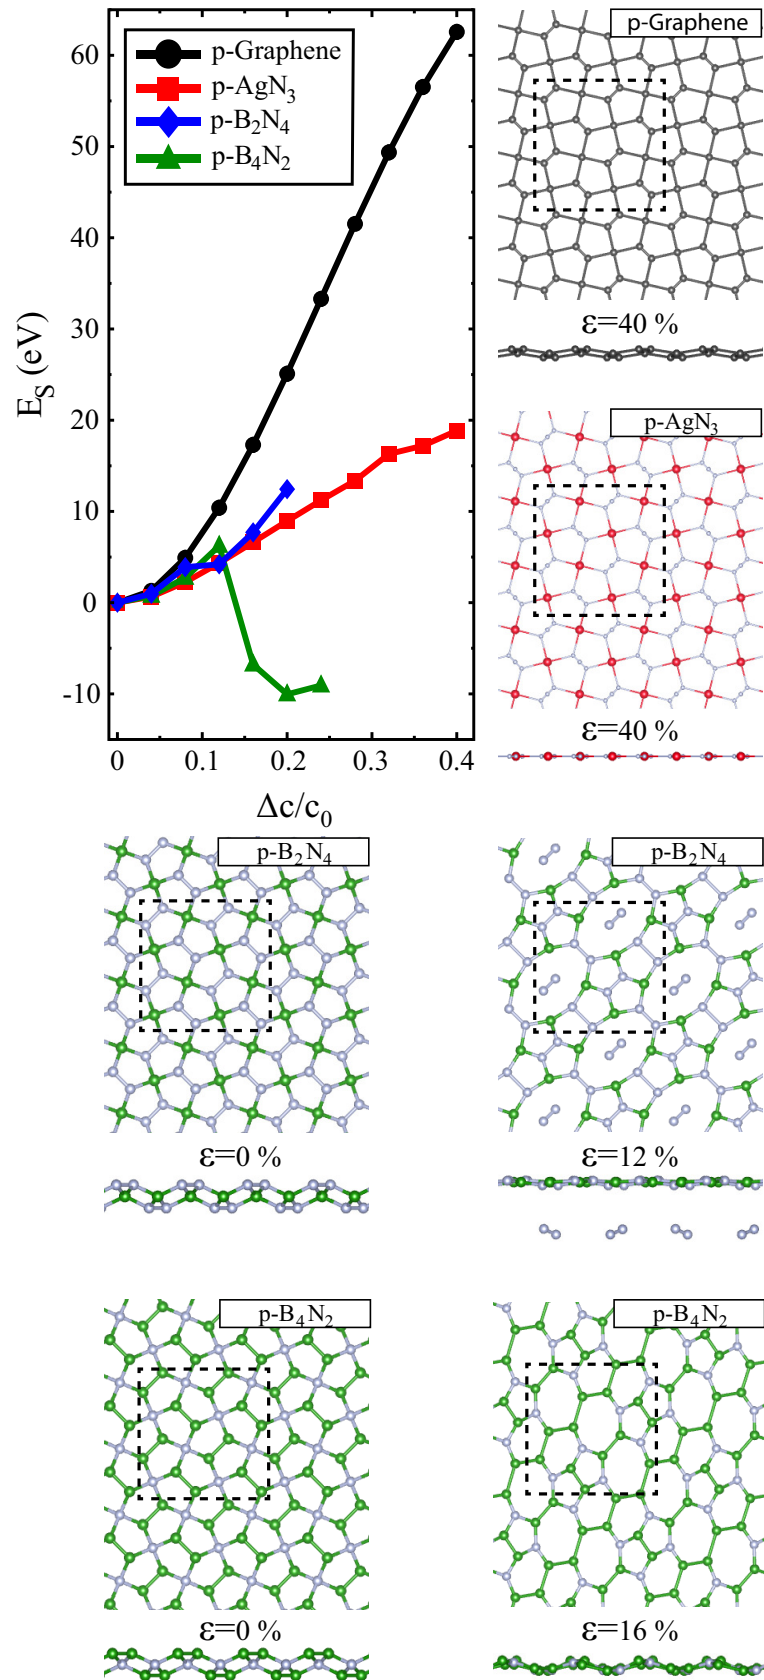 p-Graphene
p-AgN₃
p-B₂N₄
p-B₄N₂
60
50
40
30
20
10
0
-10
E_S (eV)
0 0.1 0.2 0.3 0.4
Δc/c₀
p-Graphene
ε=40 %
p-AgN₃
ε=40 %
p-B₂N₄
ε=0 %
p-B₂N₄
ε=12 %
p-B₄N₂
ε=0 %
p-B₄N₂
ε=16 %